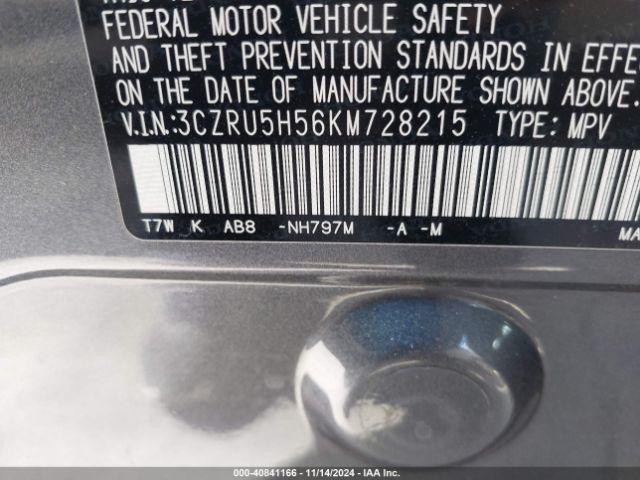 FEDERAL MOTOR VEHICLE SAFETY
AND THEFT PREVENTION STANDARDS IN
ON THE DATE OF MANUFACTURE SHOWN ABOVE.
V.I.N:3CZRU5H56KM728215 TYPE: MPV
T7W K AB8 -NH797M -A -M
#000-40841166 - 11/14/2024 - IAA Inc.